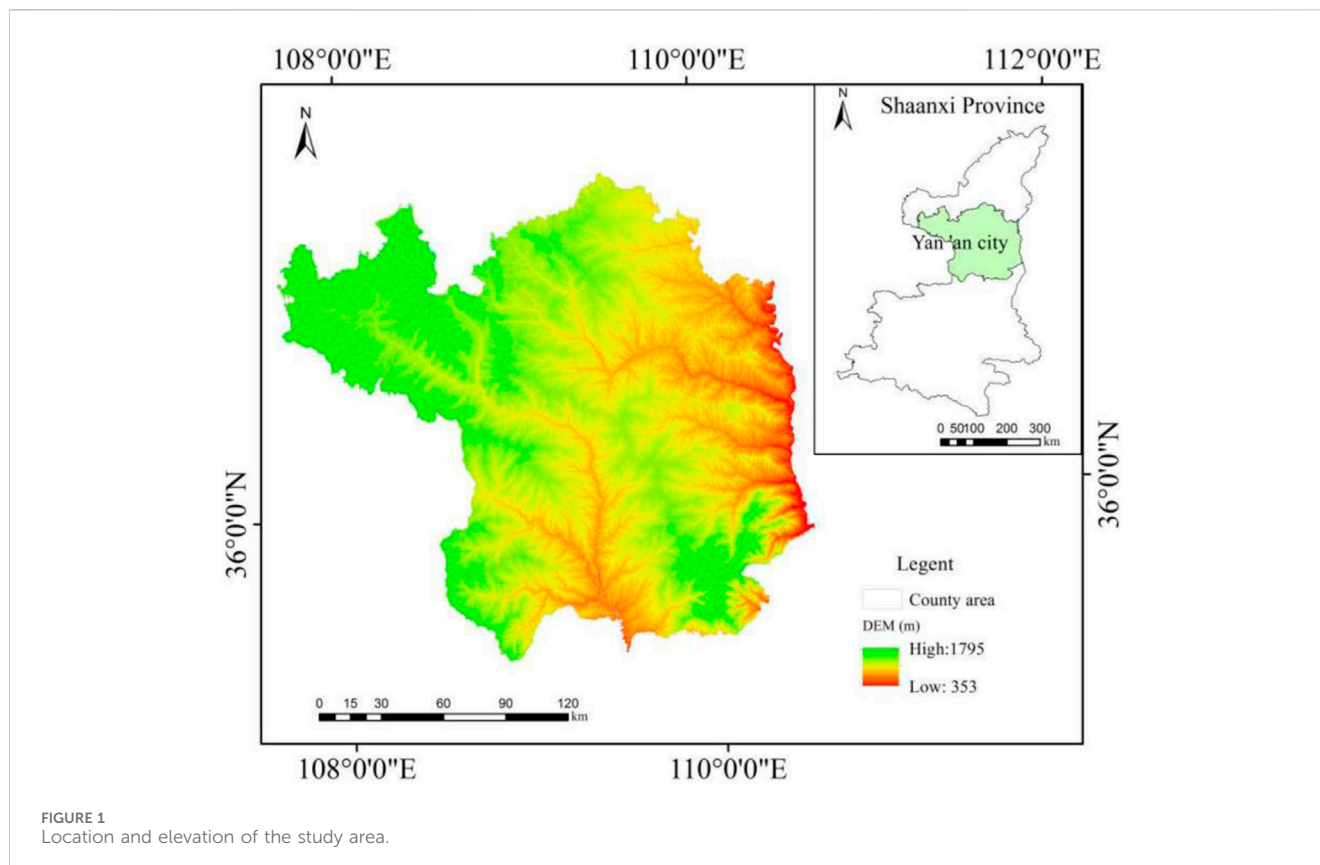 108°0'0"E 110°0'0"E 112°0'0"E
N
N
Shaanxi Province
Yan 'an city
0 50100 200 300
km
36°0'0"N
36°0'0"N
Legent
County area
DEM (m)
High:1795
Low: 353
0 15 30 60 90 120
km
108°0'0"E 110°0'0"E
FIGURE 1
Location and elevation of the study area.